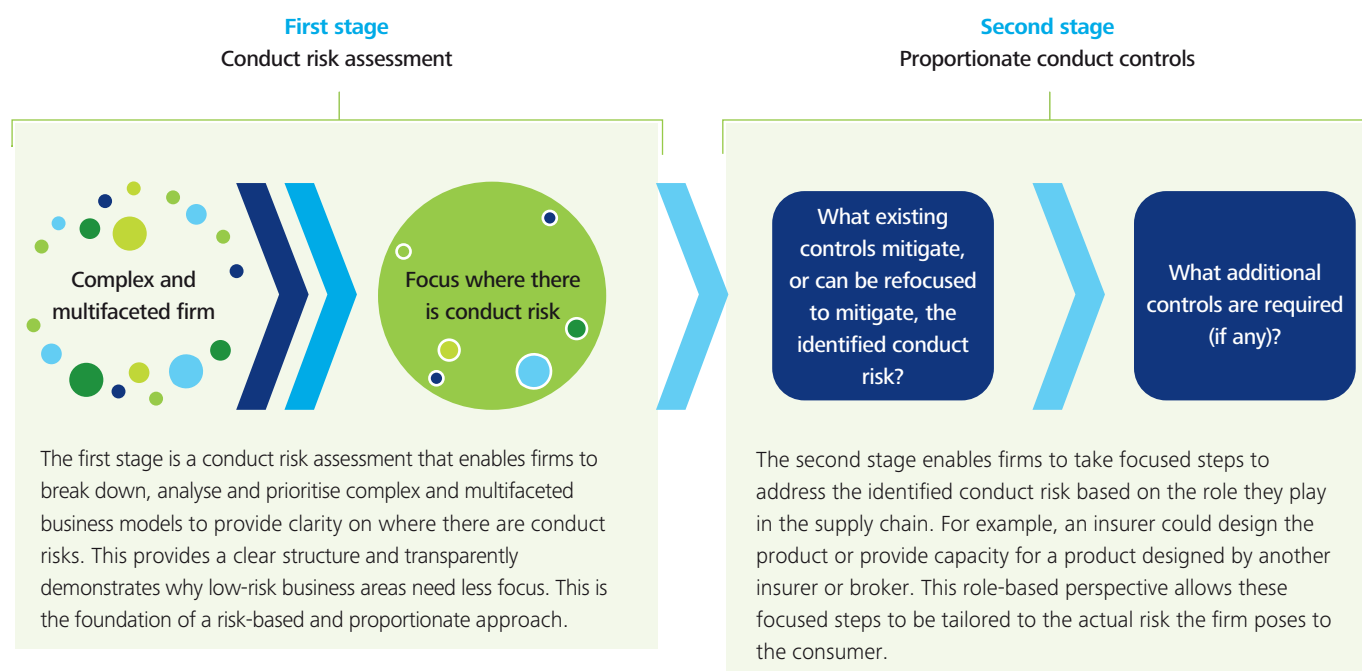 First stage
Conduct risk assessment
Complex and
multifaceted firm
Focus where there
is conduct risk
The first stage is a conduct risk assessment that enables firms to
break down, analyse and prioritise complex and multifaceted
business models to provide clarity on where there are conduct
risks. This provides a clear structure and transparently
demonstrates why low-risk business areas need less focus. This is
the foundation of a risk-based and proportionate approach.
Second stage
Proportionate conduct controls
What existing
controls mitigate,
or can be refocused
to mitigate, the
identified conduct
risk?
What additional
controls are required
(if any)?
The second stage enables firms to take focused steps to
address the identified conduct risk based on the role they play
in the supply chain. For example, an insurer could design the
product or provide capacity for a product designed by another
insurer or broker. This role-based perspective allows these
focused steps to be tailored to the actual risk the firm poses to
the consumer.